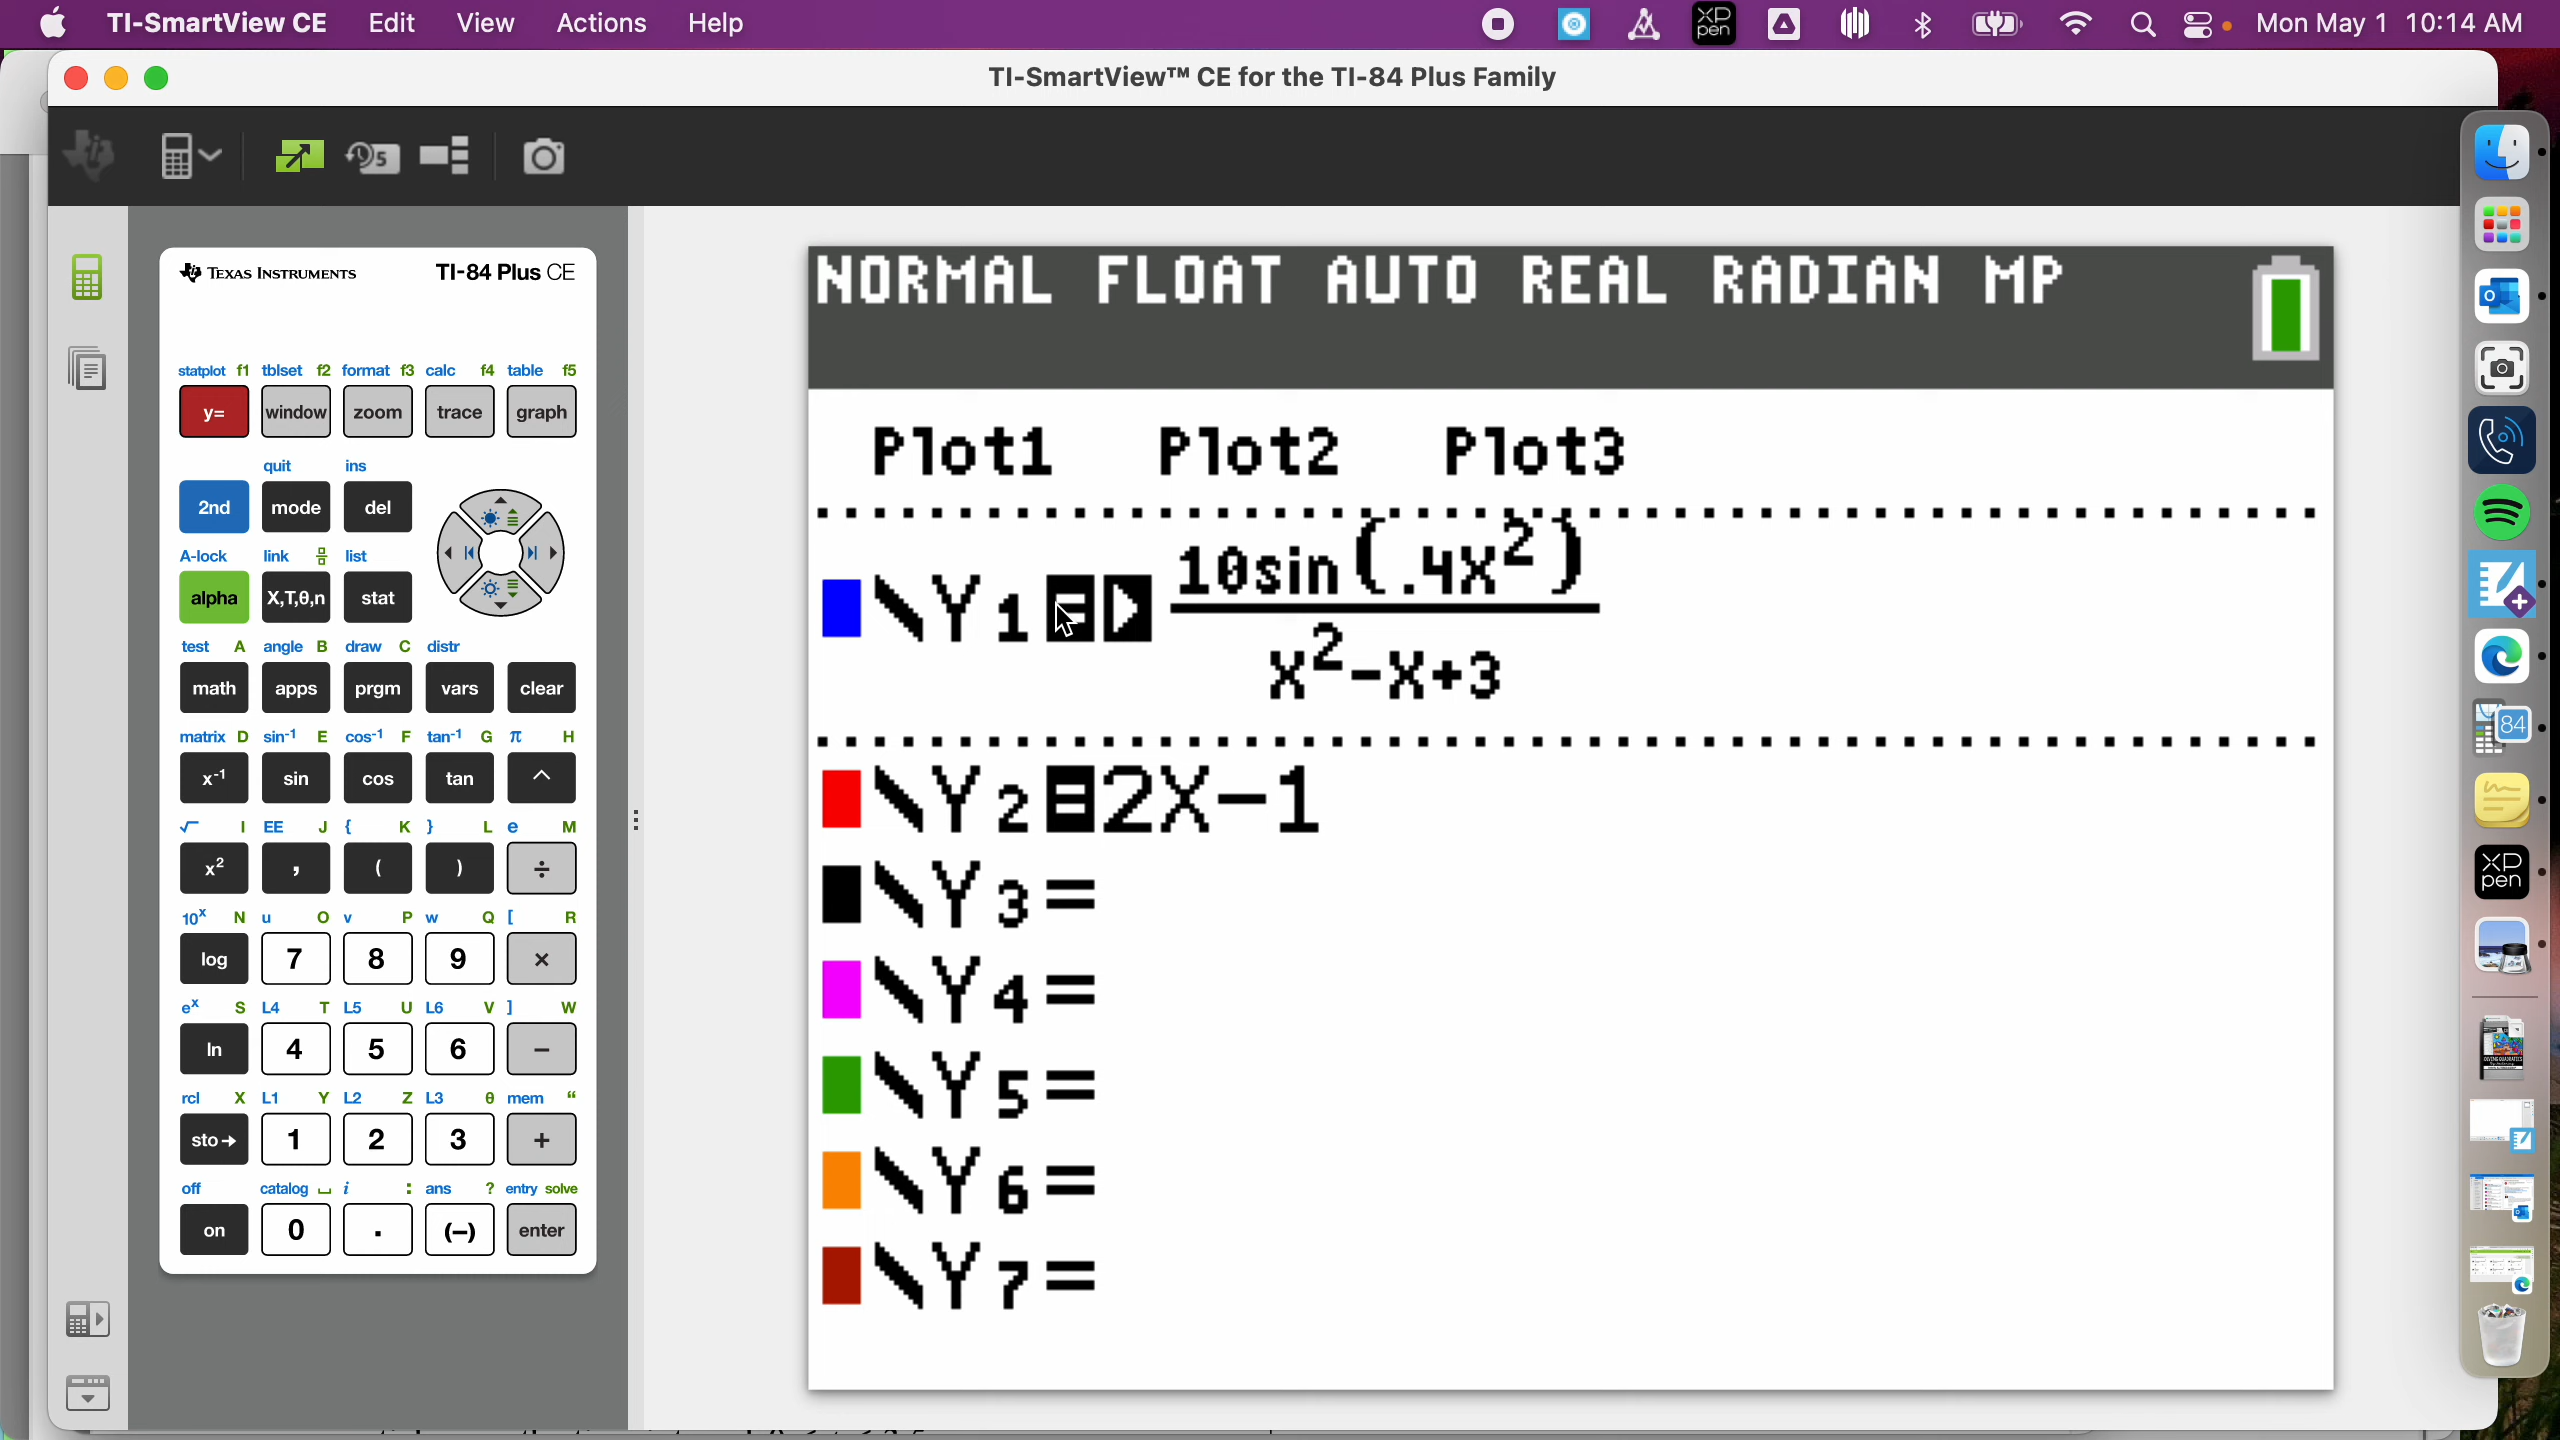 TI-SmartView CE Edit View Actions Help XP pen Mon May 1 10:14 AM
TI-SmartView™ CE for the TI-84 Plus Family
5
TEXAS INSTRUMENTS TI-84 Plus CE
statplot f1 tblset f2 format f3 calc f4 table f5
y= window zoom trace graph
quit ins
2nd mode del
A-lock link list
alpha X,T,θ,n stat
test A angle B draw C distr
math apps prgm vars clear
matrix D sin-1 E cos-1 F tan-1 G π H
x-1 sin cos tan ^
√ I EE J { K } L e M
x² , ( ) ÷
10ˣ N u O v P w Q [ R
log 7 8 9 ×
eˣ S L4 T L5 U L6 V ] W
ln 4 5 6 −
rcl X L1 Y L2 Z L3 θ mem “
sto→ 1 2 3 +
off catalog ⎵ i : ans ? entry solve
on 0 . (−) enter
NORMAL FLOAT AUTO REAL RADIAN MP
Plot1 Plot2 Plot3
10sin(.4X²)
\Y1=
X²-X+3
\Y2=2X-1
\Y3=
\Y4=
\Y5=
\Y6=
\Y7=
84
XP
pen